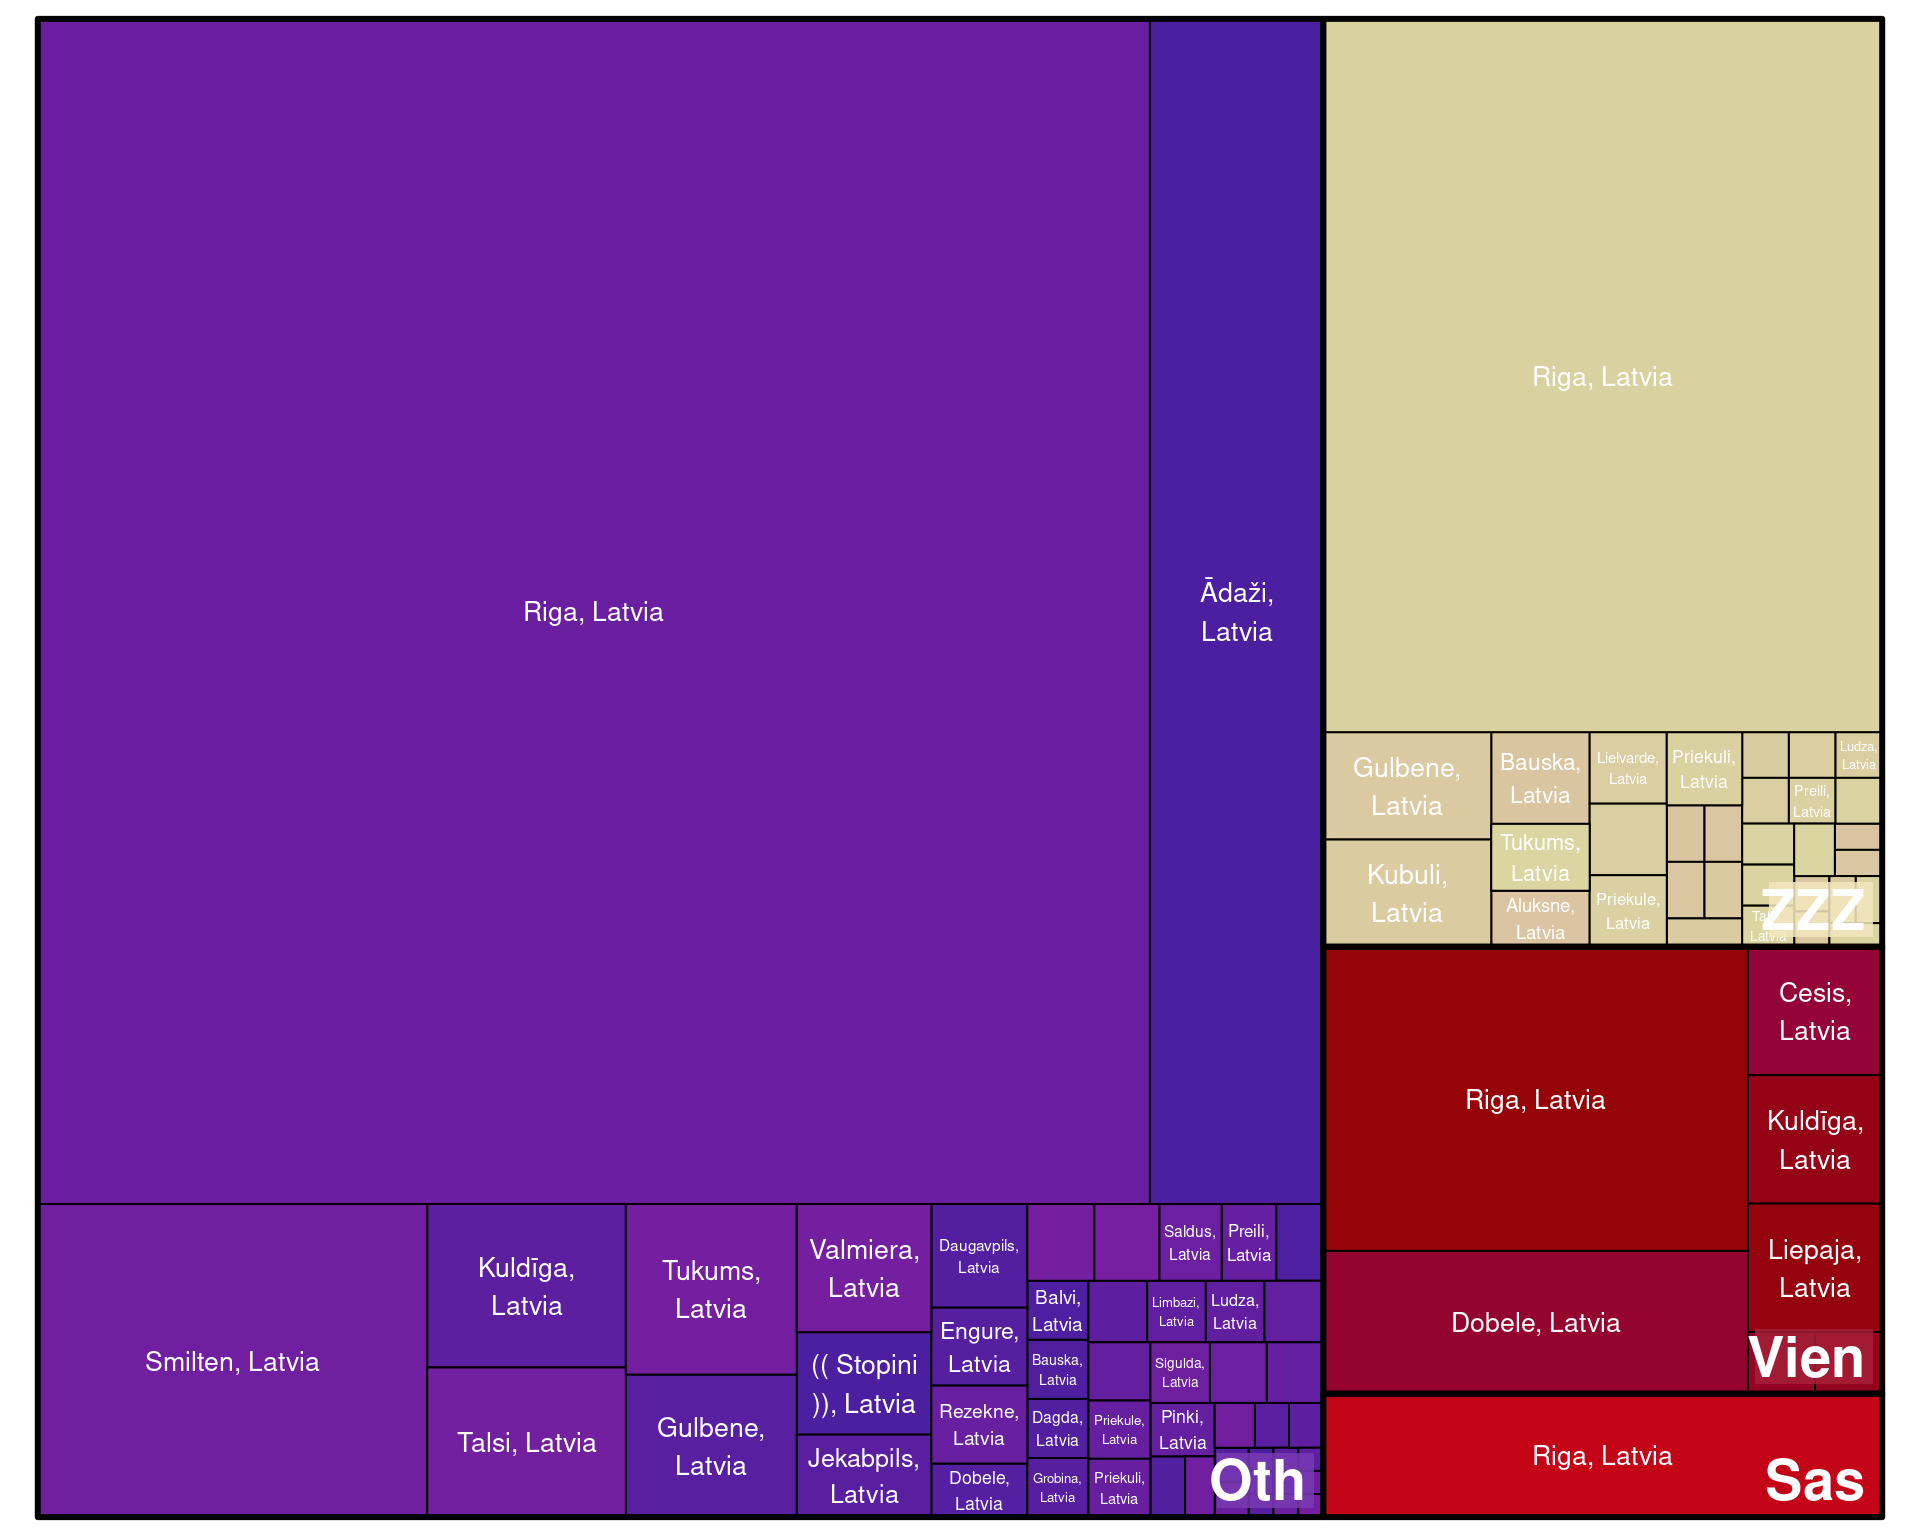 Riga, Latvia
Ādaži,
Latvia
Smilten, Latvia
Kuldīga,
Latvia
Talsi, Latvia
Tukums,
Latvia
Gulbene,
Latvia
Valmiera,
Latvia
(( Stopini
)), Latvia
Jekabpils,
Latvia
Daugavpils,
Latvia
Engure,
Latvia
Rezekne,
Latvia
Dobele,
Latvia
Balvi,
Latvia
Bauska,
Latvia
Dagda,
Latvia
Grobina,
Latvia
Priekule,
Latvia
Priekuli,
Latvia
Saldus,
Latvia
Preili,
Latvia
Limbazi,
Latvia
Ludza,
Latvia
Sigulda,
Latvia
Pinki,
Latvia
Oth
Riga, Latvia
Gulbene,
Latvia
Kubuli,
Latvia
Bauska,
Latvia
Tukums,
Latvia
Aluksne,
Latvia
Lielvarde,
Latvia
Priekule,
Latvia
Priekuli,
Latvia
Ludza,
Latvia
Preili,
Latvia
Latvia
ZZZ
Riga, Latvia
Dobele, Latvia
Cesis,
Latvia
Kuldīga,
Latvia
Liepaja,
Latvia
Vien
Riga, Latvia
Sas